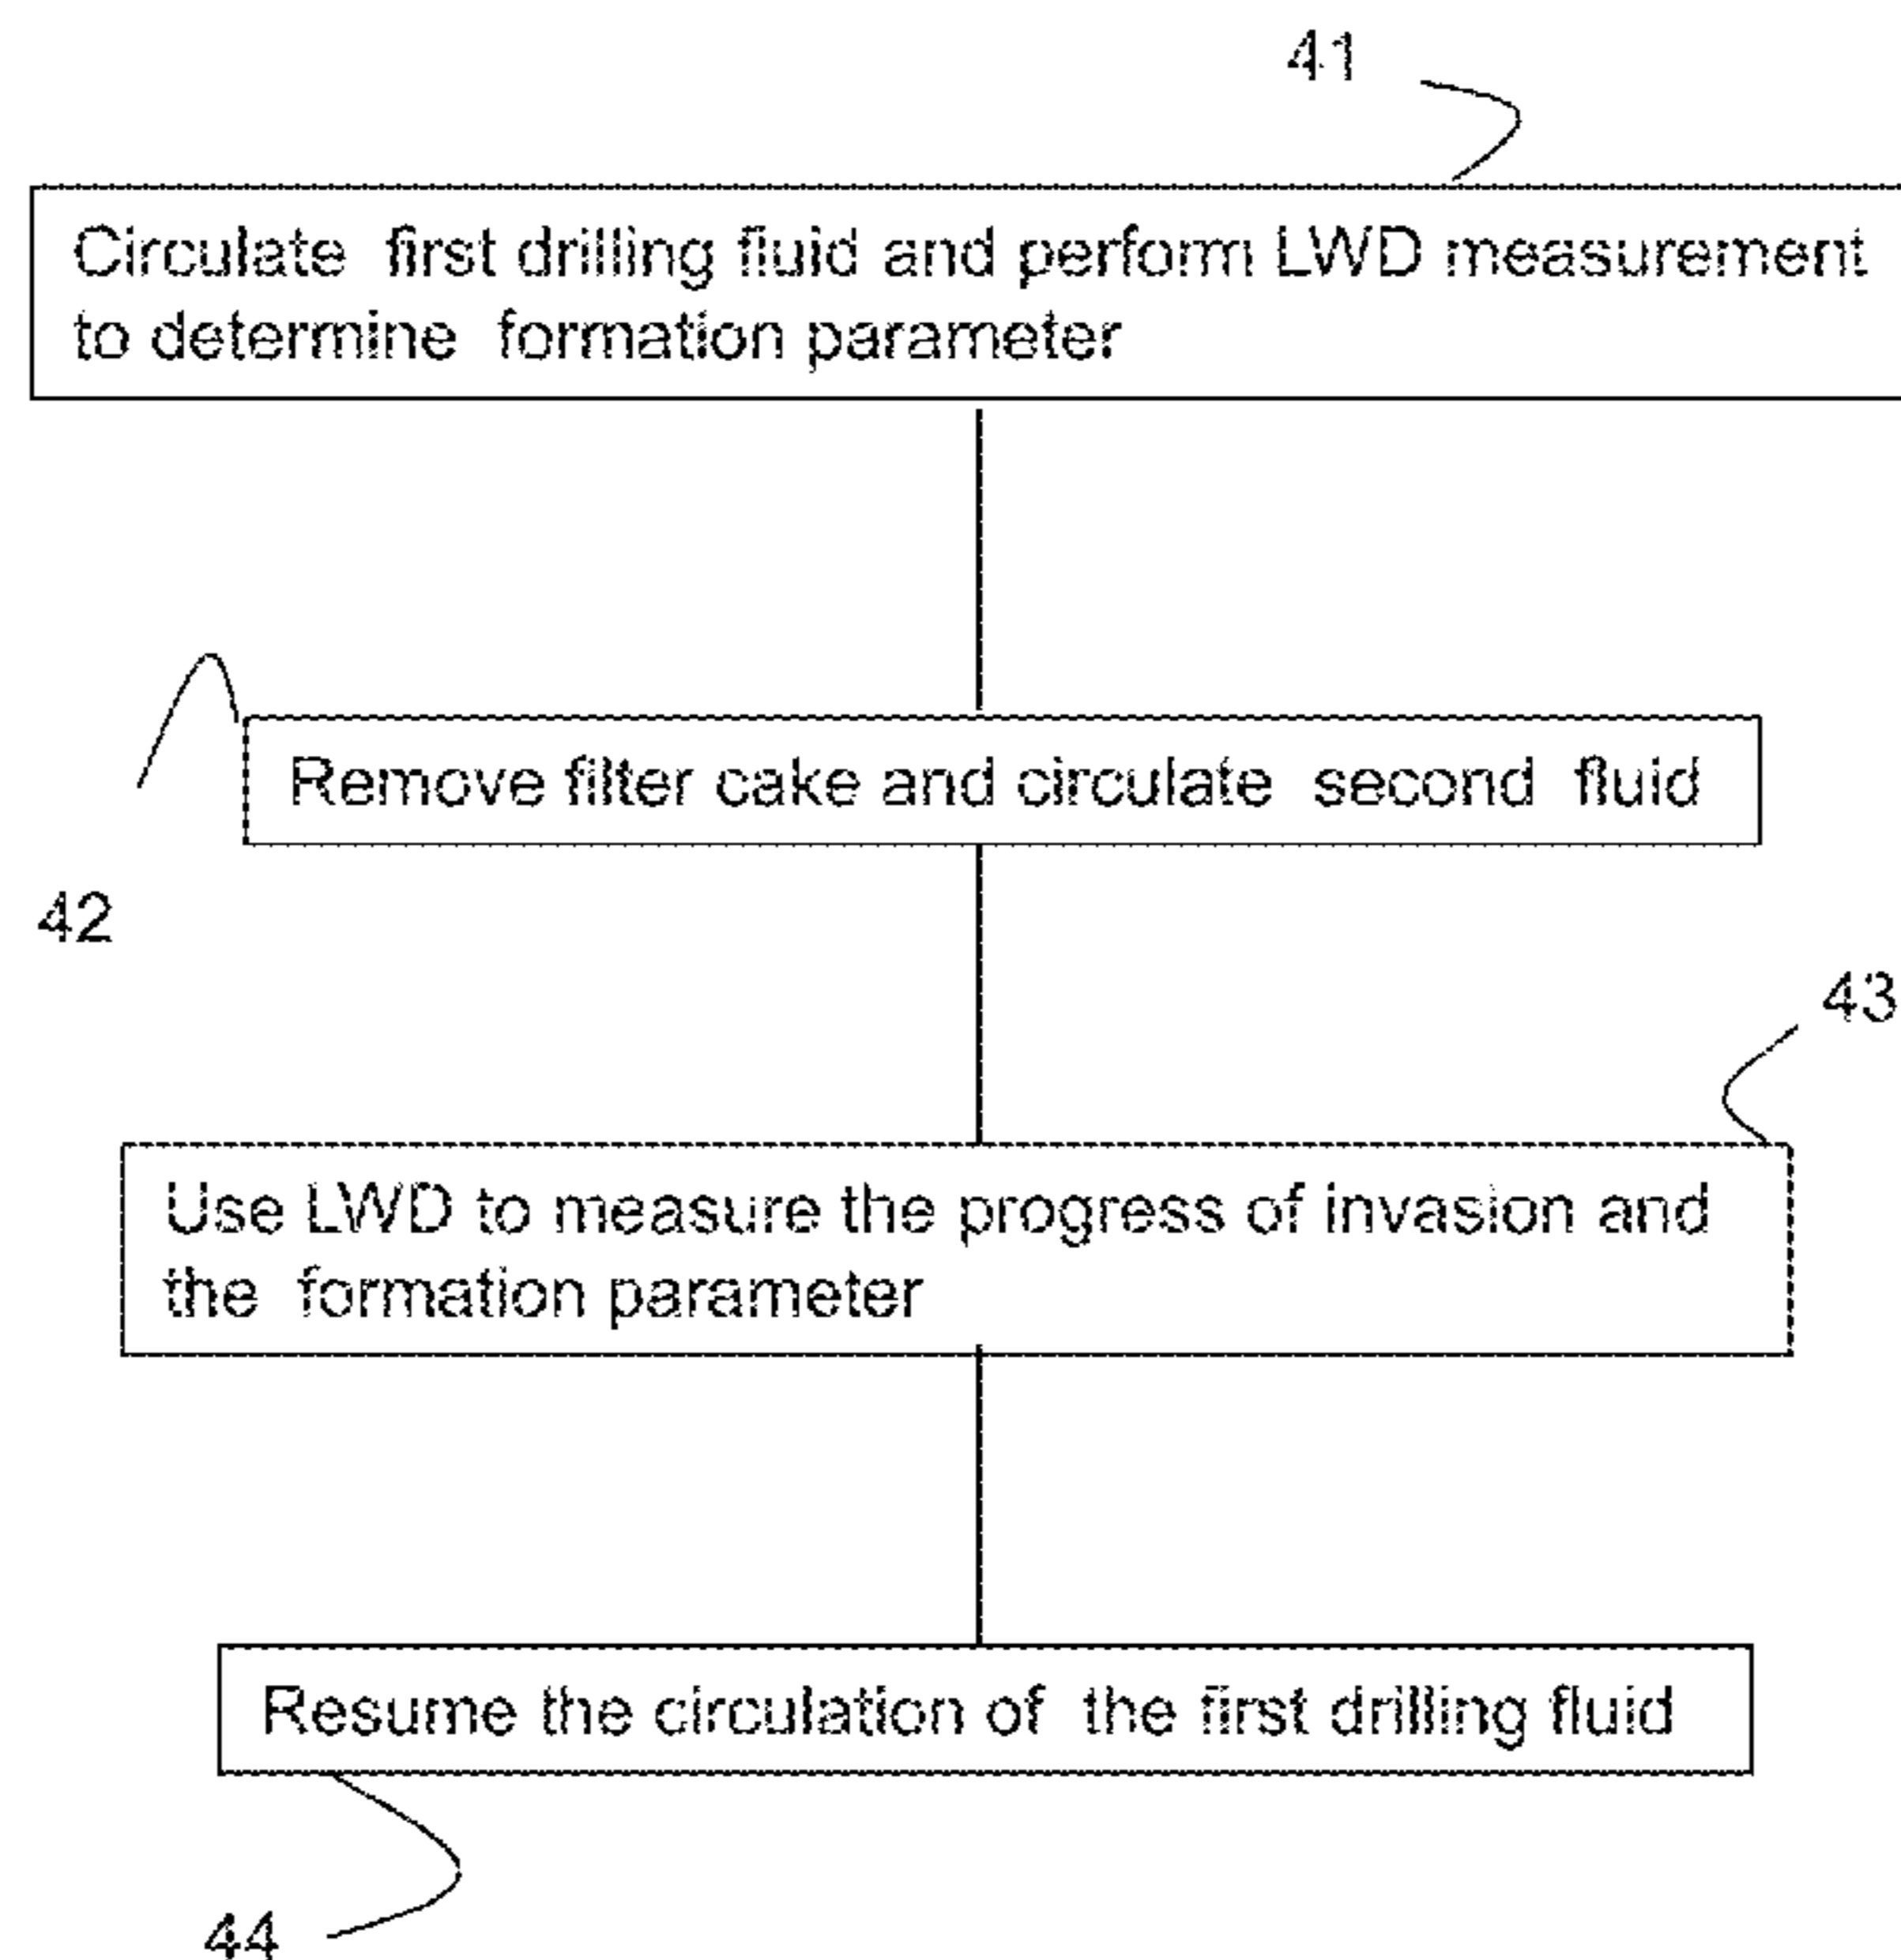 41
Circulate first drilling fluid and perform LWD measurement
to determine formation parameter
Remove filter cake and circulate second fluid
42
43
Use LWD to measure the progress of invasion and
the formation parameter
Resume the circulation of the first drilling fluid
44